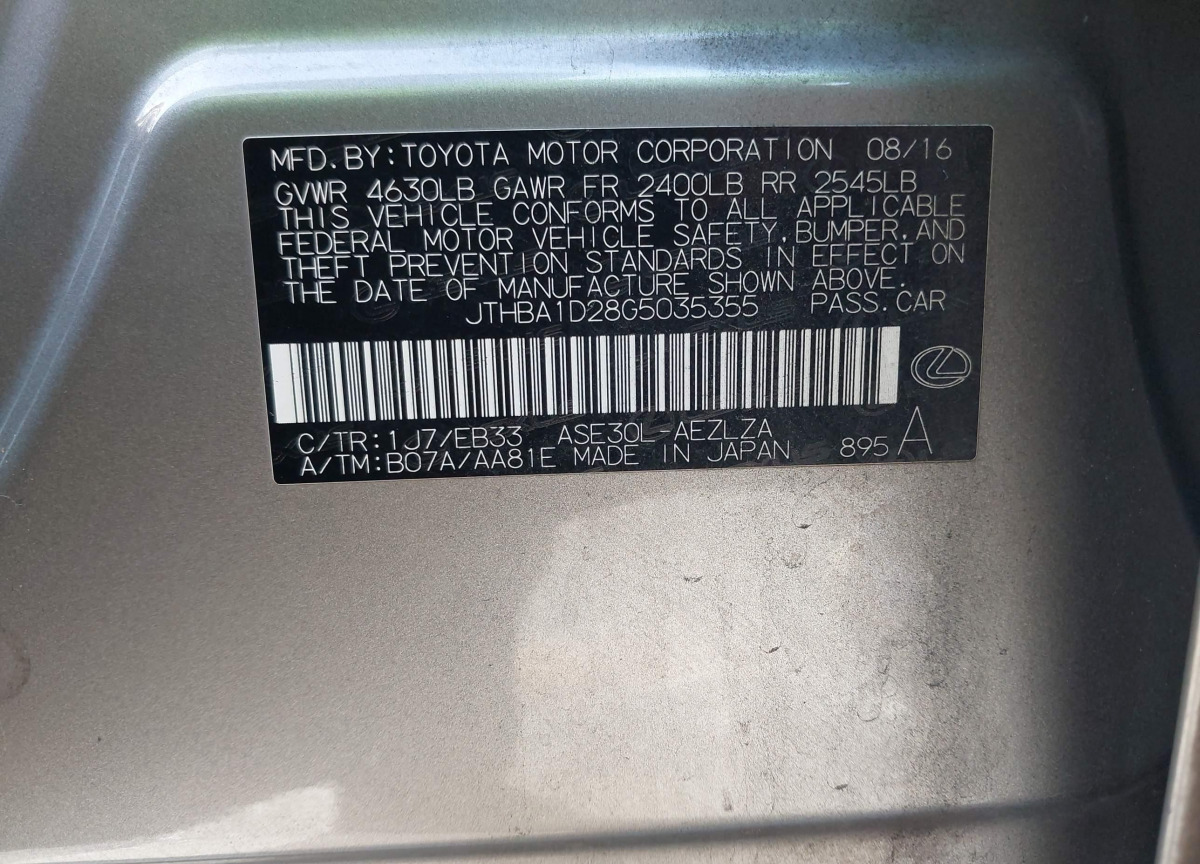 MFD.BY:TOYOTA MOTOR CORPORATION 08/16
GVWR 4630LB GAWR FR 2400LB RR 2545LB
THIS VEHICLE CONFORMS TO ALL APPLICABLE
FEDERAL MOTOR VEHICLE SAFETY,BUMPER,AND
THEFT PREVENTION STANDARDS IN EFFECT ON
THE DATE OF MANUFACTURE SHOWN ABOVE.
JTHBA1D28G5035355 PASS.CAR
C/TR:1J7/EB33 ASE30L-AEZLZA
A/TM:B07A/AA81E MADE IN JAPAN 895 A